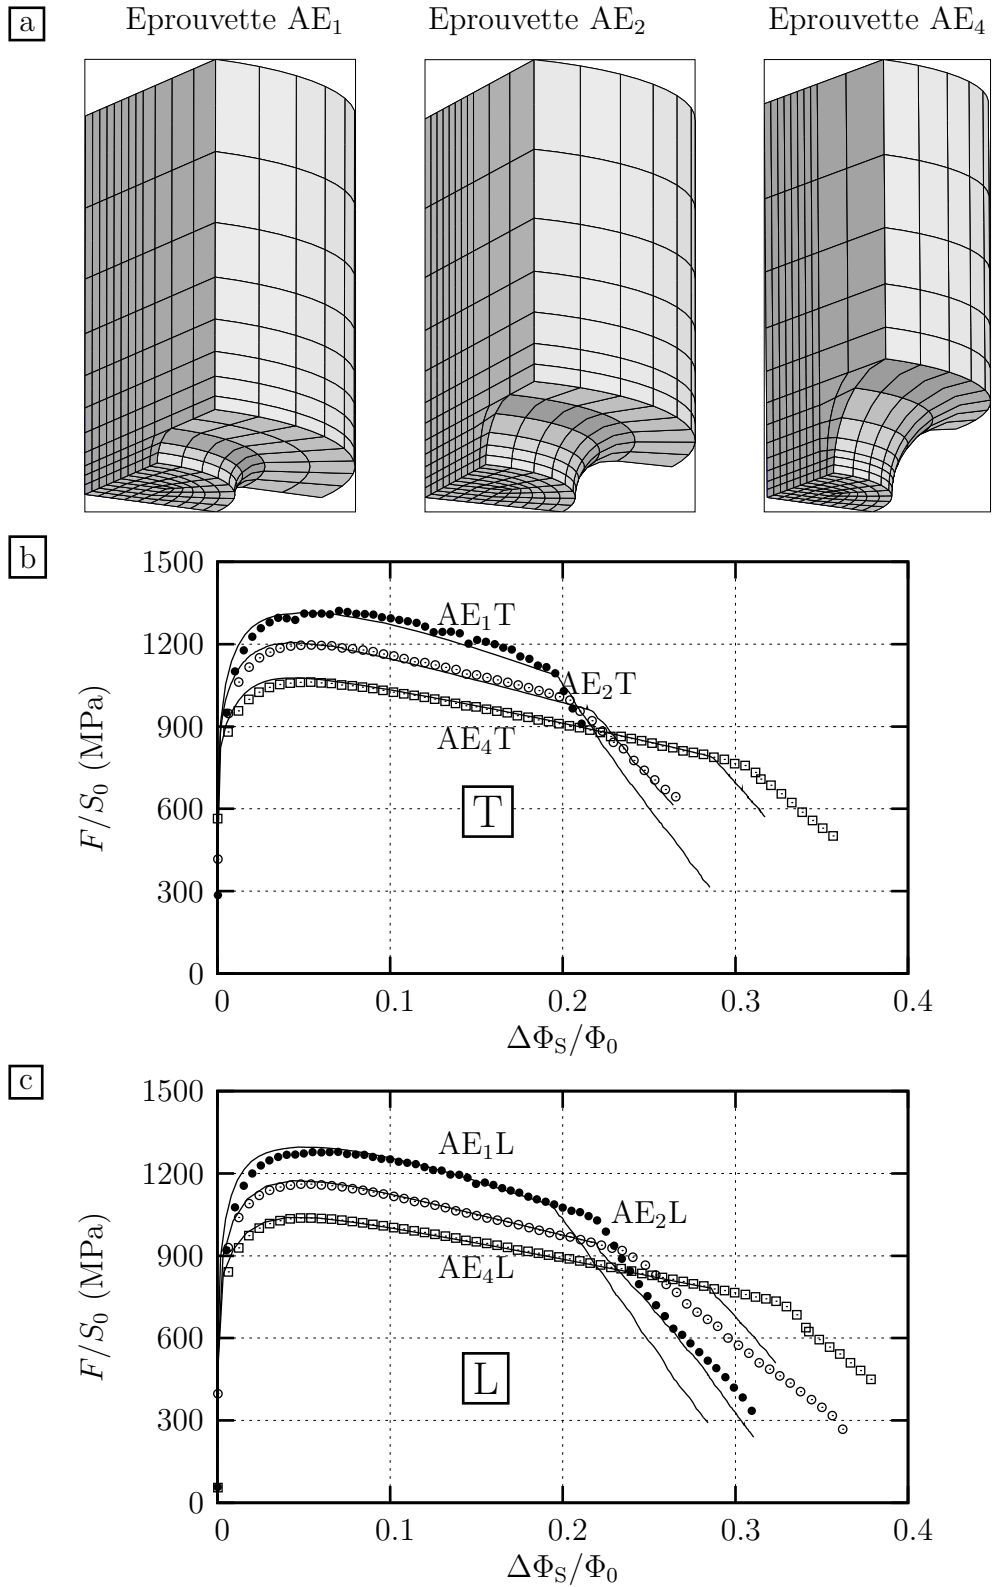 a
Eprouvette AE₁ Eprouvette AE₂ Eprouvette AE₄
b
1500
1200
900
600
300
0
F/S₀ (MPa)
AE₁T
AE₂T
AE₄T
T
0 0.1 0.2 0.3 0.4
ΔΦS/Φ₀
c
1500
1200
900
600
300
0
F/S₀ (MPa)
AE₁L
AE₂L
AE₄L
L
0 0.1 0.2 0.3 0.4
ΔΦS/Φ₀